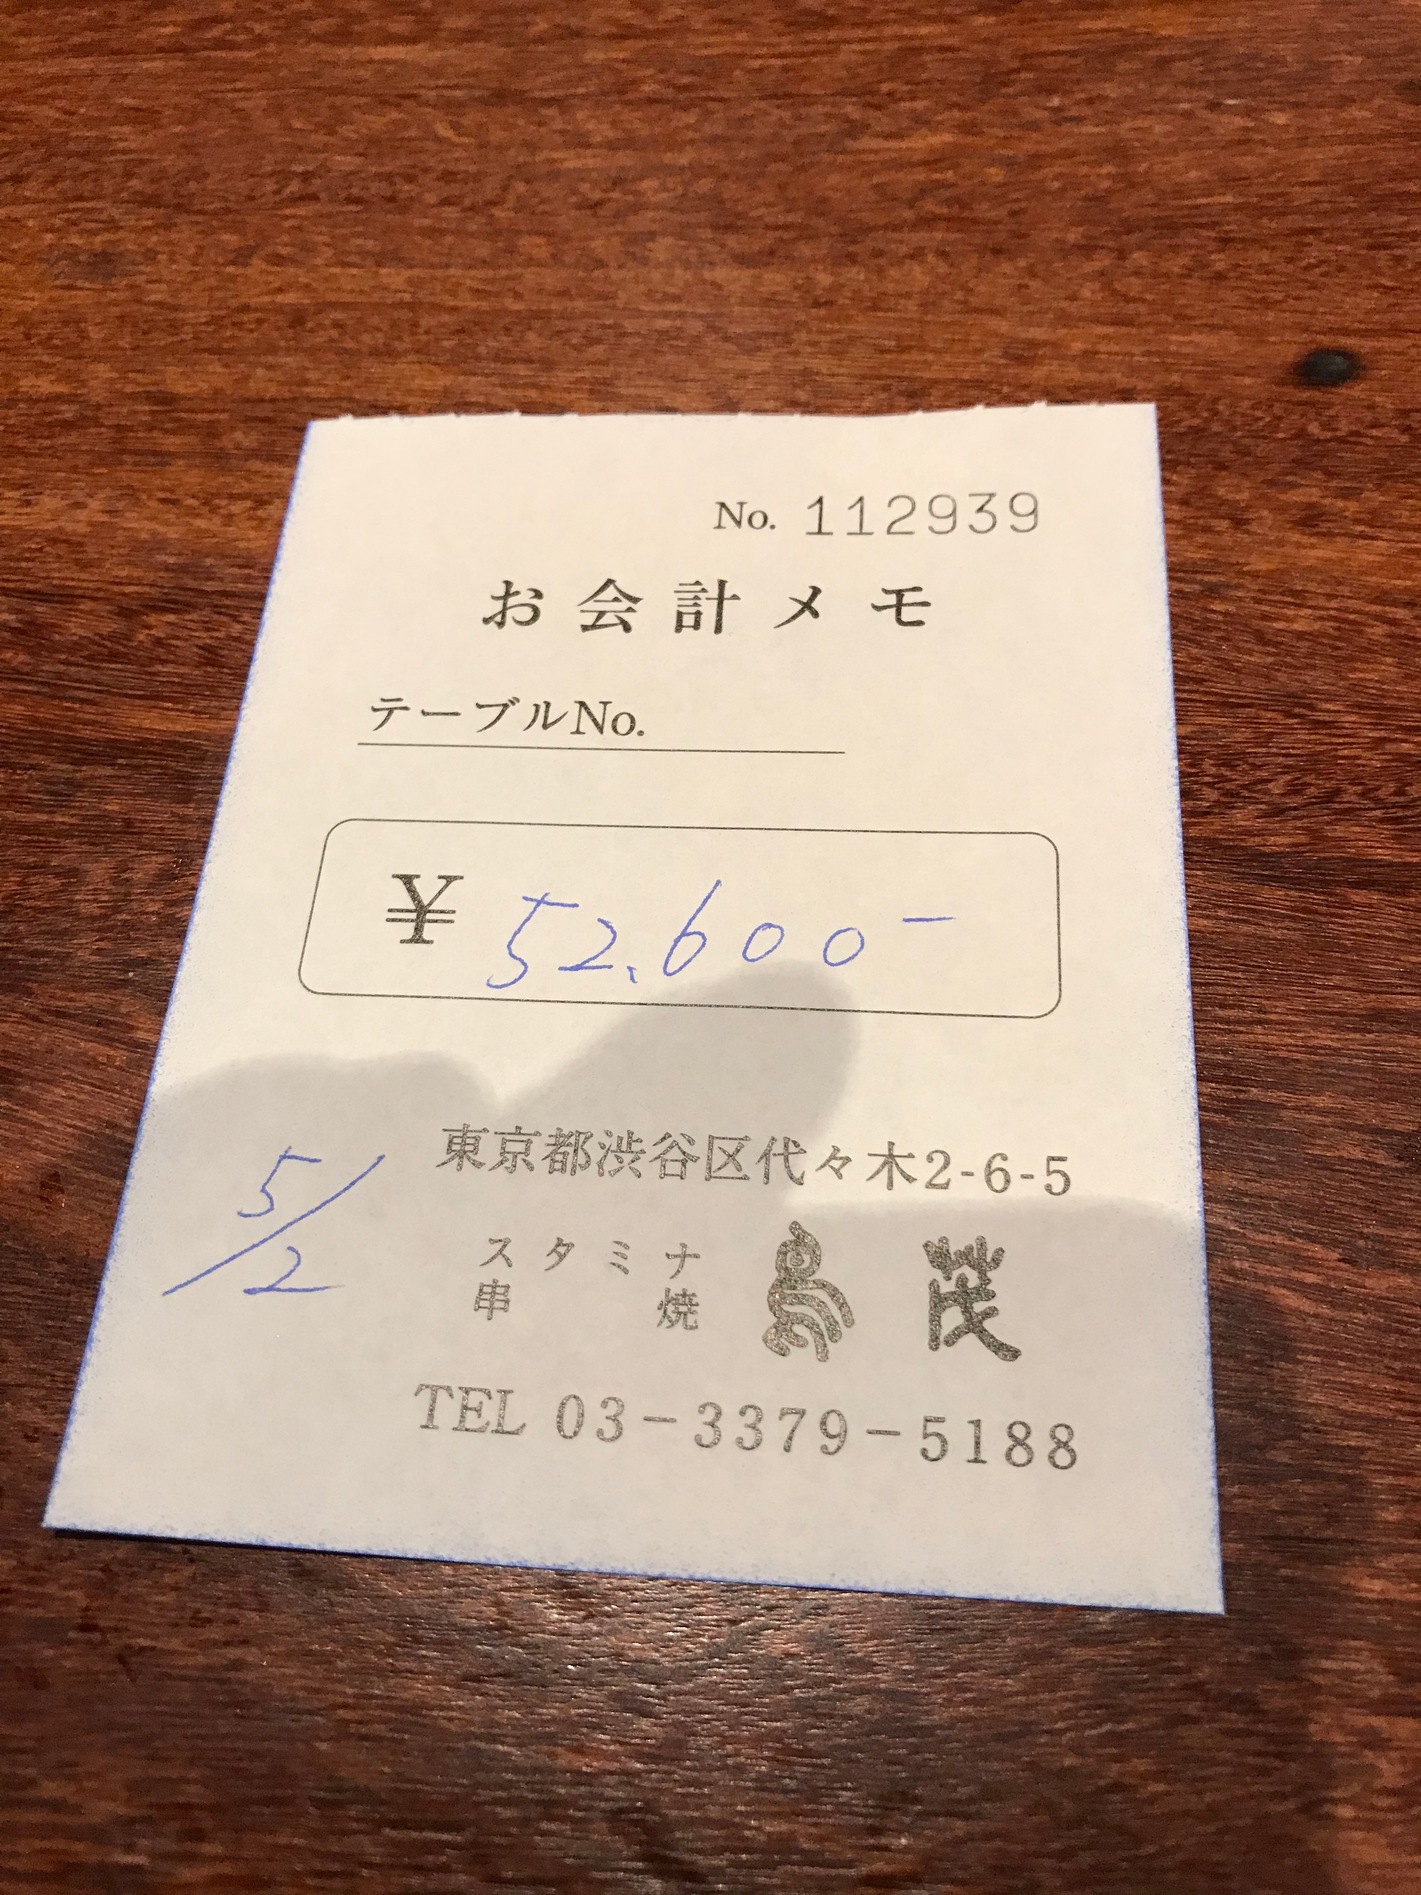 No. 112939
お会計メモ
テーブルNo.
¥ 52,600-
東京都渋谷区代々木2-6-5
5/2
スタミナ
串焼
鳥茂
TEL 03-3379-5188